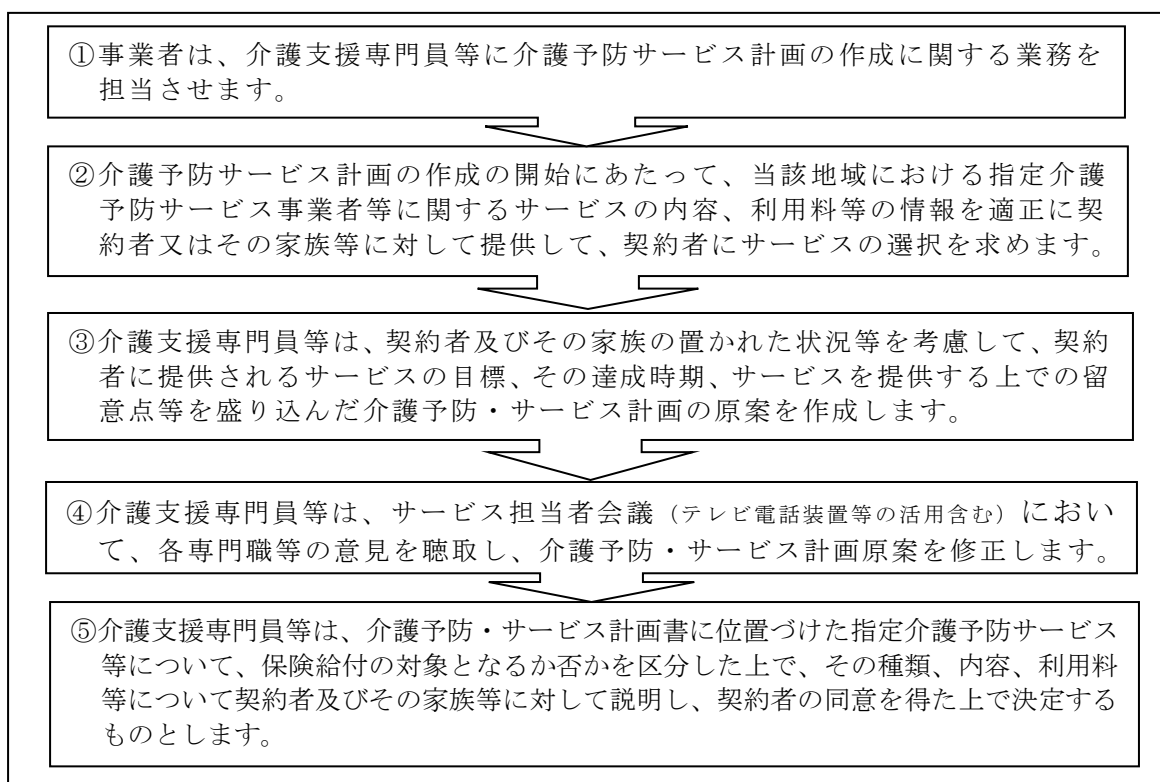 ①事業者は、介護支援専門員等に介護予防サービス計画の作成に関する業務を
担当させます。
②介護予防サービス計画の作成の開始にあたって、当該地域における指定介護
予防サービス事業者等に関するサービスの内容、利用料等の情報を適正に契
約者又はその家族等に対して提供して、契約者にサービスの選択を求めます。
③介護支援専門員等は、契約者及びその家族の置かれた状況等を考慮して、契約
者に提供されるサービスの目標、その達成時期、サービスを提供する上での留
意点等を盛り込んだ介護予防・サービス計画の原案を作成します。
④介護支援専門員等は、サービス担当者会議（テレビ電話装置等の活用含む）におい
て、各専門職等の意見を聴取し、介護予防・サービス計画原案を修正します。
⑤介護支援専門員等は、介護予防・サービス計画書に位置づけた指定介護予防サービス
等について、保険給付の対象となるか否かを区分した上で、その種類、内容、利用料
等について契約者及びその家族等に対して説明し、契約者の同意を得た上で決定する
ものとします。